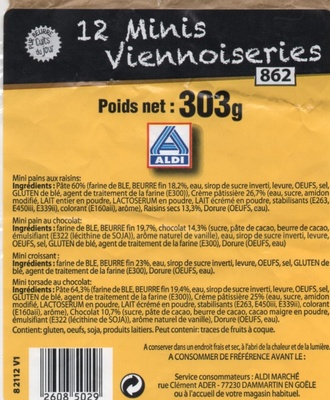 12 Minis
Viennoiseries
862
Poids net : 303g
ALDI
Mini pains aux raisins:
Ingrédients : Pâte 60% (farine de BLE, BEURRE fin 18,2%, eau, sirop de sucre inverti, levure, OEUFS, sel,
GLUTEN de blé, agent de traitement de la farine (E300)), Crème pâtissière 26,7% (eau, sucre, amidon
modifié, LAIT entier en poudre, LACTOSERUM en poudre, LAIT écrémé en poudre, stabilisants (E263,
E450iii, E339i), colorant (E160aii), arôme), Raisins secs 13,3%, Dorure (OEUFS, eau).
Mini pain au chocolat:
Ingrédients : farine de BLE, BEURRE fin 19,7%, chocolat 14,3% (sucre, pâte de cacao, beurre de cacao,
émulsifiant (E322 (lécithine de SOJA)), arôme naturel de vanille), eau, sirop de sucre inverti, levure,
OEUFS, sel, GLUTEN de blé, agent de traitement de la farine (E300), Dorure (OEUFS, eau).
Mini croissant :
Ingrédients : farine de BLE, BEURRE fin 23%, eau, sirop de sucre inverti, levure, OEUFS, sel, GLUTEN de
blé, agent de traitement de la farine (E300), Dorure (OEUFS, eau).
Mini torsade au chocolat:
Ingrédients : Pâte 64,3% (farine de BLE, BEURRE fin 19,4%, eau, sirop de sucre inverti, levure, OEUFS, sel,
GLUTEN de blé, agent de traitement de la farine (E300)), Crème pâtissière 25% (eau, sucre, amidon
modifié, LACTOSERUM en poudre, LAIT en poudre, stabilisants (E263, E450iii, E339i), colorant
(E160aii), arôme), Chocolat 10,7% (sucre, pâte de cacao, beurre de cacao, cacao maigre en poudre,
émulsifiant (E322 (lécithine de SOJA)), arôme naturel de vanille), Dorure (OEUFS, eau).
Contient: gluten, oeufs, soja, produits laitiers. Peut contenir: traces de fruits à coque.
A conserver dans un endroit frais et sec, à l'abri de la chaleur et de la lumière.
A CONSOMMER DE PRÉFÉRENCE AVANT LE :
Service consommateurs : ALDI MARCHÉ
rue Clément ADER - 77230 DAMMARTIN EN GOËLE
ou à l'accueil de votre magasin habituel.
2608 5029
8 2112 V1